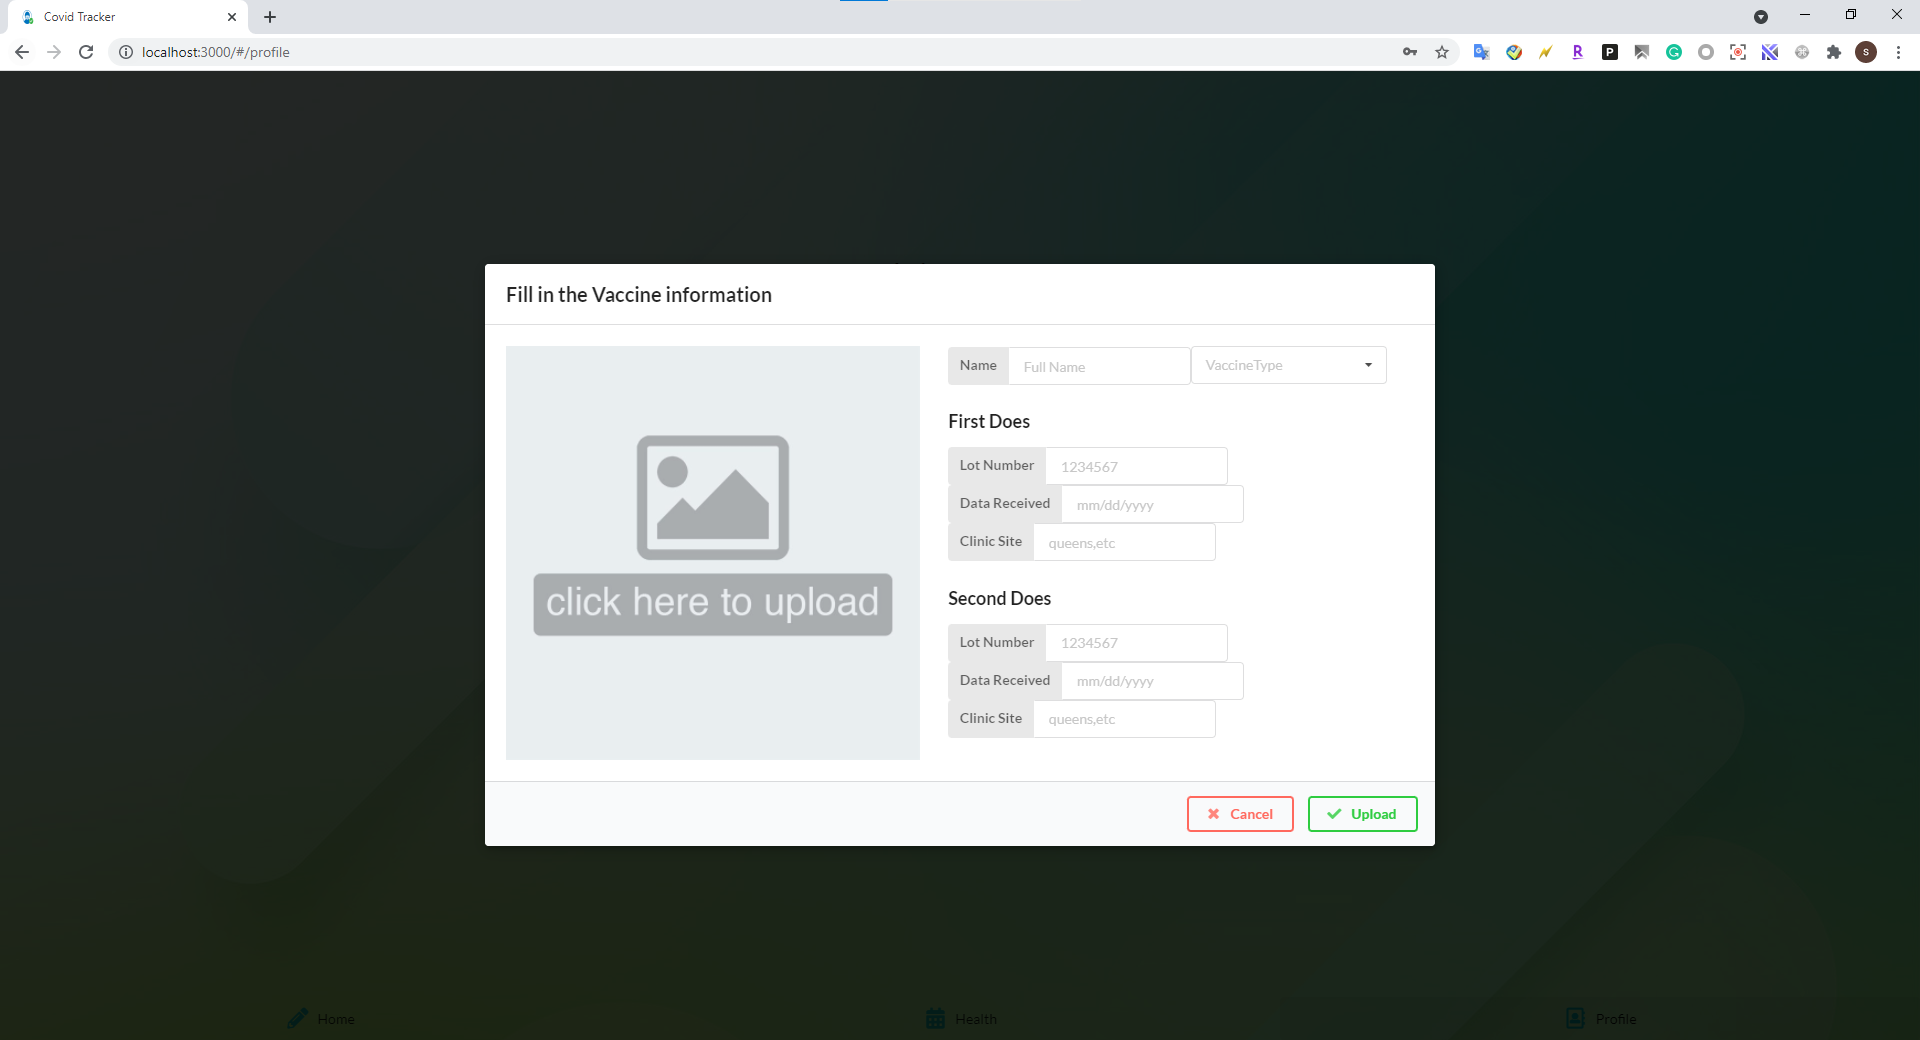 Covid Tracker
localhost:3000/#/profile
Fill in the Vaccine information
click here to upload
Name Full Name VaccineType
First Does
Lot Number 1234567
Data Received mm/dd/yyyy
Clinic Site queens,etc
Second Does
Lot Number 1234567
Data Received mm/dd/yyyy
Clinic Site queens,etc
Cancel Upload
Home Health Profile